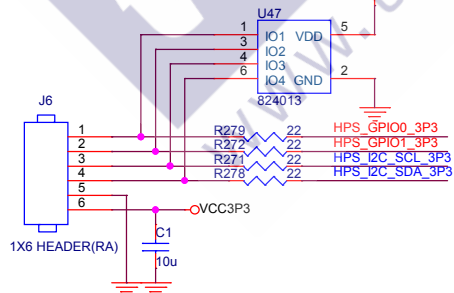 U47
1 IO1 VDD 5
3 IO2
4 IO3
6 IO4 GND 2
824013
J6
1 R279 22 HPS_GPIO0_3P3
2 R272 22 HPS_GPIO1_3P3
3 R271 22 HPS_I2C_SCL_3P3
4 R278 22 HPS_I2C_SDA_3P3
5
6 VCC3P3
C1
1X6 HEADER(RA)
10u